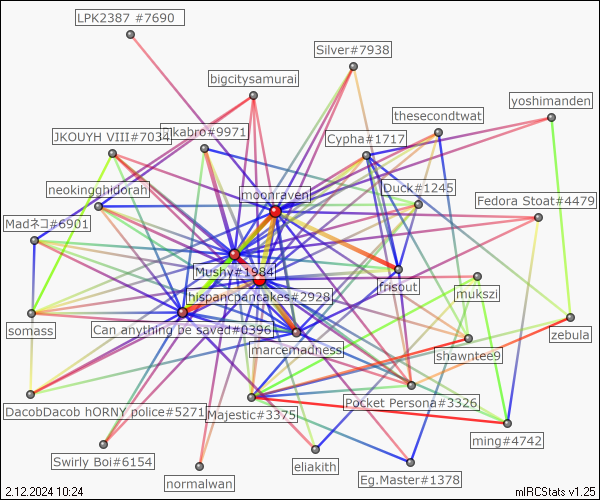 LPK2387 #7690
Silver#7938
bigcitysamurai
yoshimanden
thesecondtwat
JKOUYH VIII#7034
kabro#9971
Cypha#1717
neokingghidorah
moonraven
Duck#1245
Fedora Stoat#4479
Madネコ#6901
Mushy#1984
hispancpancakes#2928
frisout
mukszi
somass
Can anything be saved#0396
zebula
marcemadness
shawntee9
DacobDacob hORNY police#5271
Majestic#3375
Pocket Persona#3326
ming#4742
Swirly Boi#6154
eliakith
normalwan
Eg.Master#1378
2.12.2024 10:24
mIRCStats v1.25